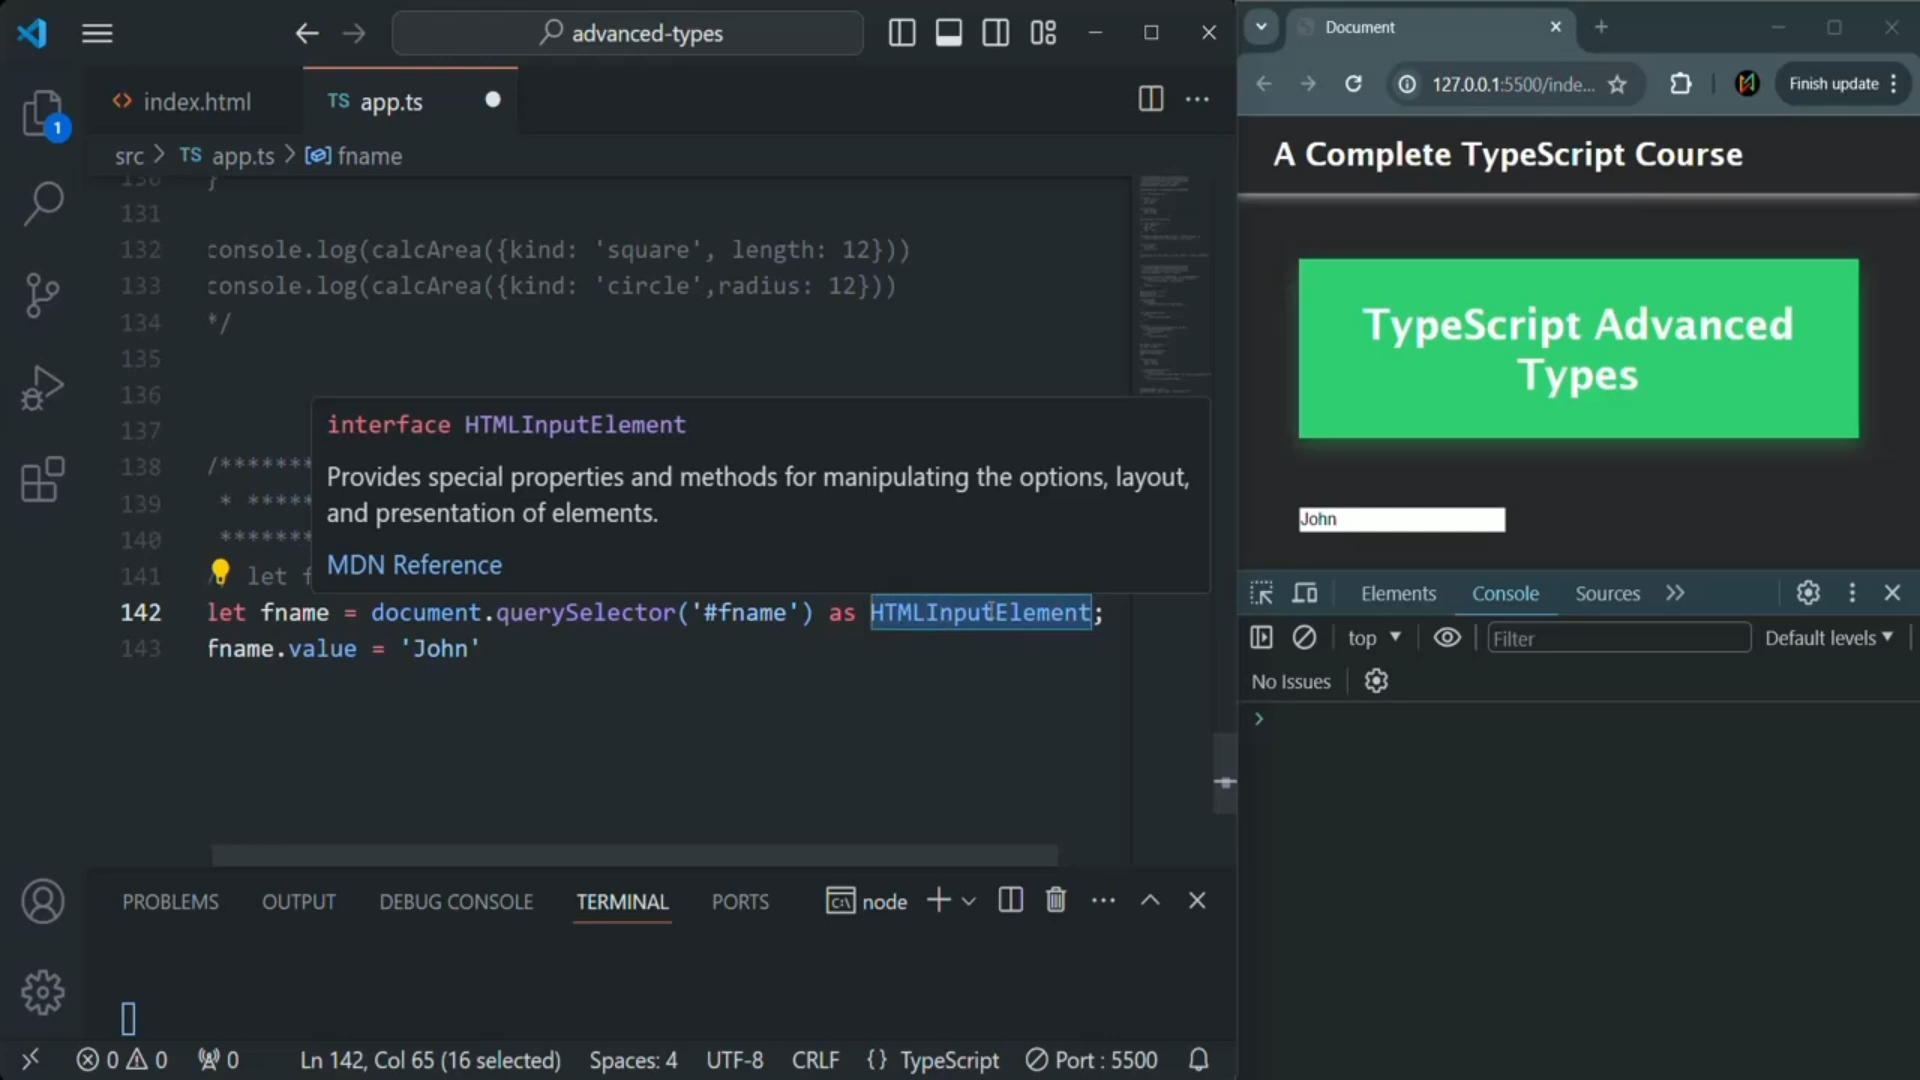 advanced-types
index.html
TS app.ts
src > TS app.ts > fname
130 }
131
132 console.log(calcArea({kind: 'square', length: 12}))
133 console.log(calcArea({kind: 'circle',radius: 12}))
134 */
135
136
137
138 /*******
139 * ****
140 *******
141 let f
interface HTMLInputElement
Provides special properties and methods for manipulating the options, layout,
and presentation of elements.
MDN Reference
142 let fname = document.querySelector('#fname') as HTMLInputElement;
143 fname.value = 'John'
PROBLEMS OUTPUT DEBUG CONSOLE TERMINAL PORTS node
1
0 0 0 Ln 142, Col 65 (16 selected) Spaces: 4 UTF-8 CRLF {} TypeScript Port : 5500
Document
127.0.0.1:5500/inde... Finish update
A Complete TypeScript Course
TypeScript Advanced
Types
John
Elements Console Sources
top Filter Default levels
No Issues